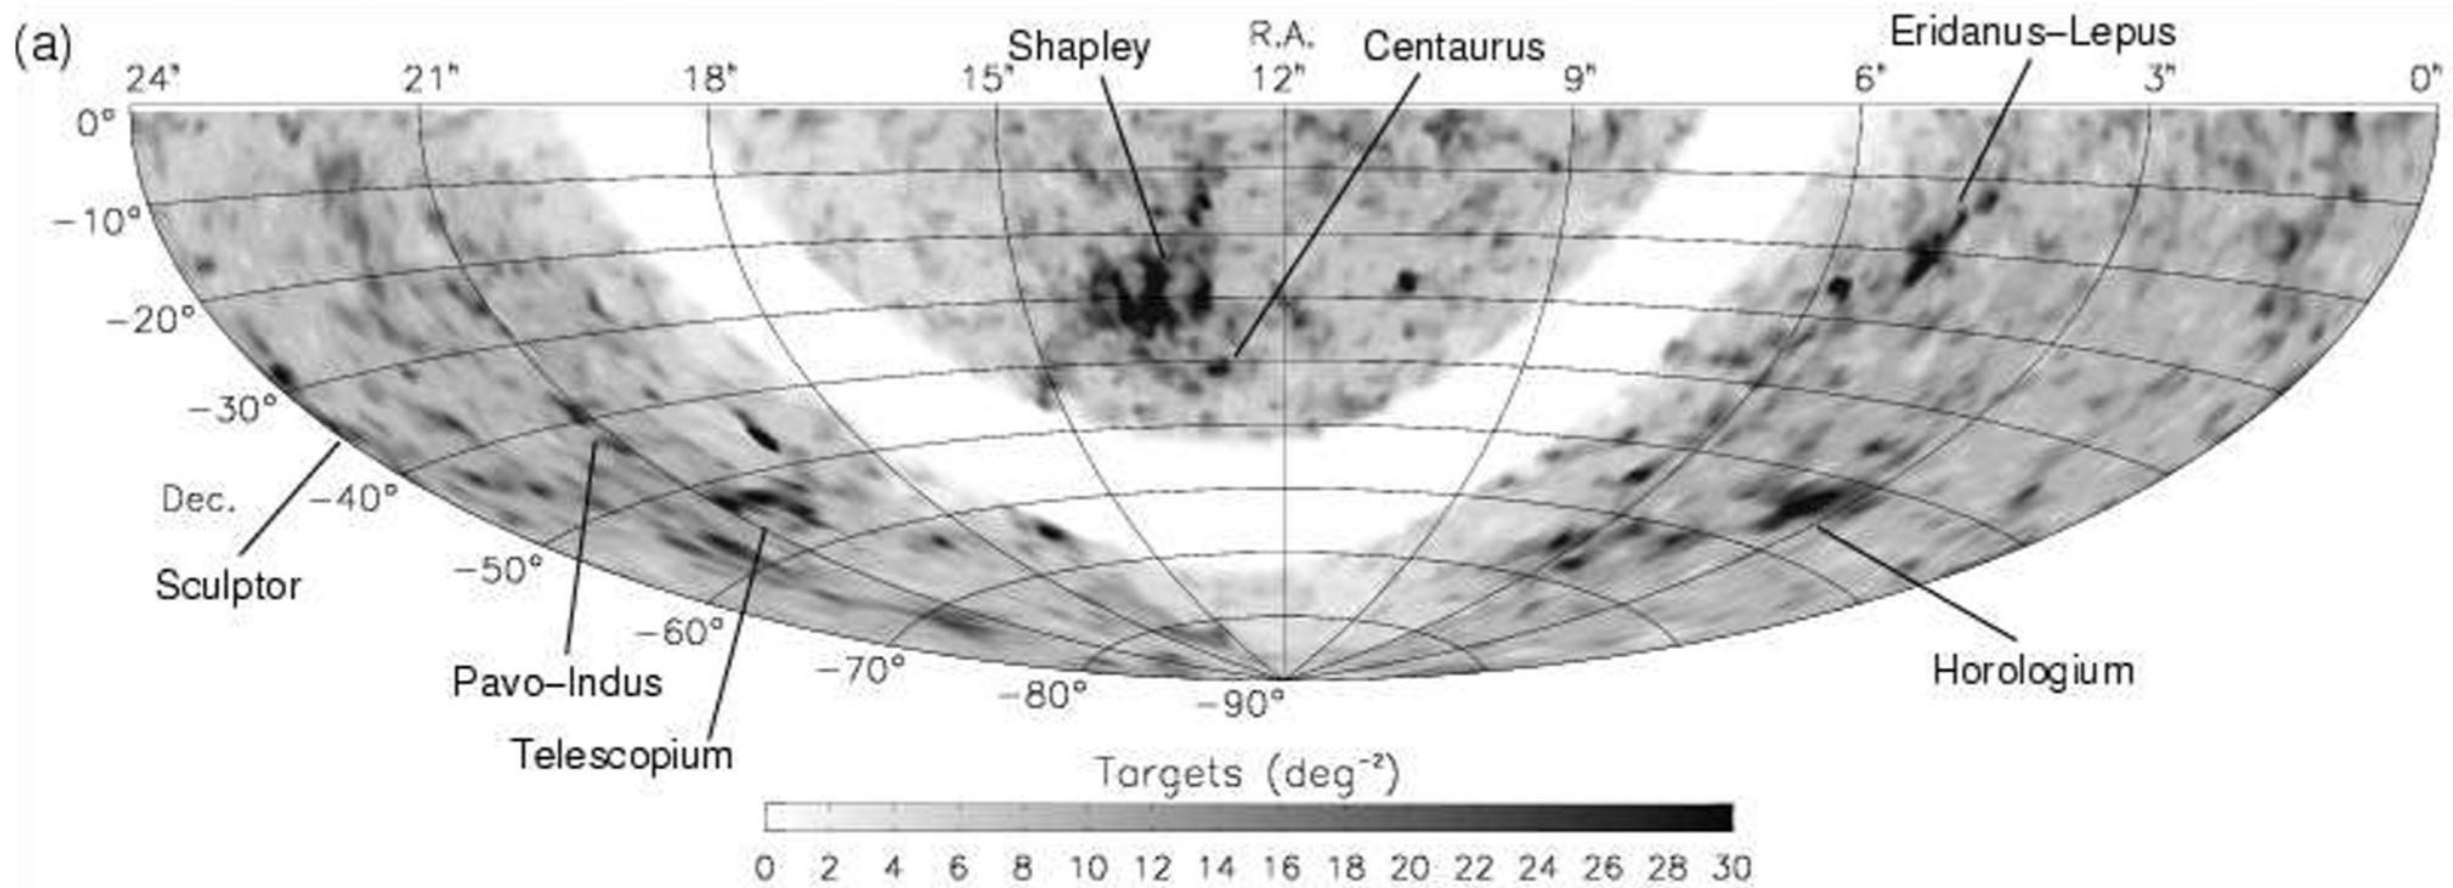 (a)
Shapley R.A. Centaurus Eridanus–Lepus
24ʰ 21ʰ 18ʰ 15ʰ 12ʰ 9ʰ 6ʰ 3ʰ 0ʰ
0°
−10°
−20°
−30°
Dec. −40°
−50°
Sculptor
−60°
−70°
Pavo–Indus
Horologium
−80°
−90°
Telescopium
Targets (deg⁻²)
0 2 4 6 8 10 12 14 16 18 20 22 24 26 28 30